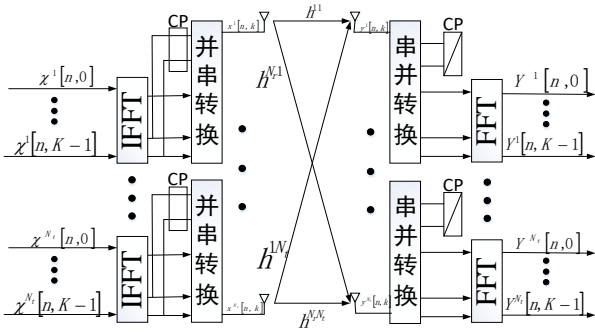 CP
x¹[n,k]
h¹¹
y¹[n,k]
χ¹[n,0]
IFFT
并串转换
串并转换
CP
FFT
Y¹[n,0]
χ¹[n,K-1]
h^{N_r1}
Y¹[n,K-1]
CP
χ^{N_t}[n,0]
IFFT
并串转换
h^{1N_t}
串并转换
CP
FFT
Y^{N_r}[n,0]
χ^{N_t}[n,K-1]
h^{N_rN_t}
Y^{N_t}[n,K-1]